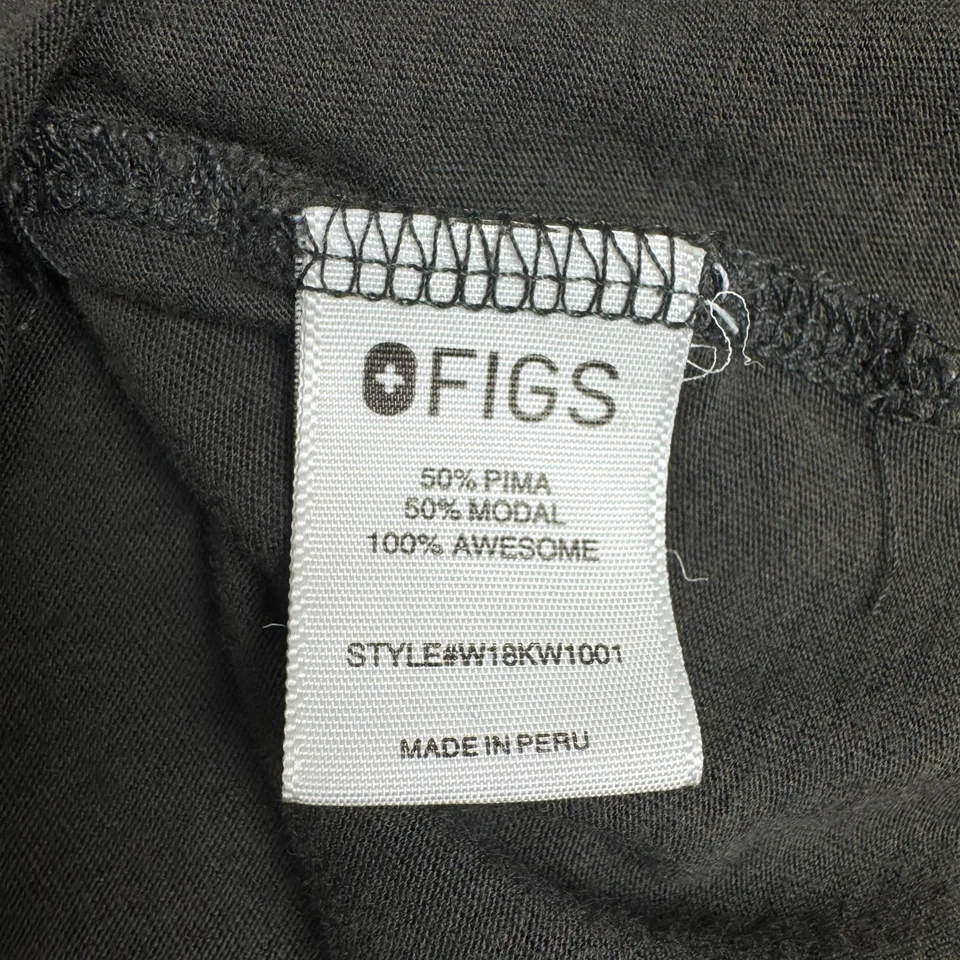 FIGS
50% PIMA
50% MODAL
100% AWESOME
STYLE#W18KW1001
MADE IN PERU